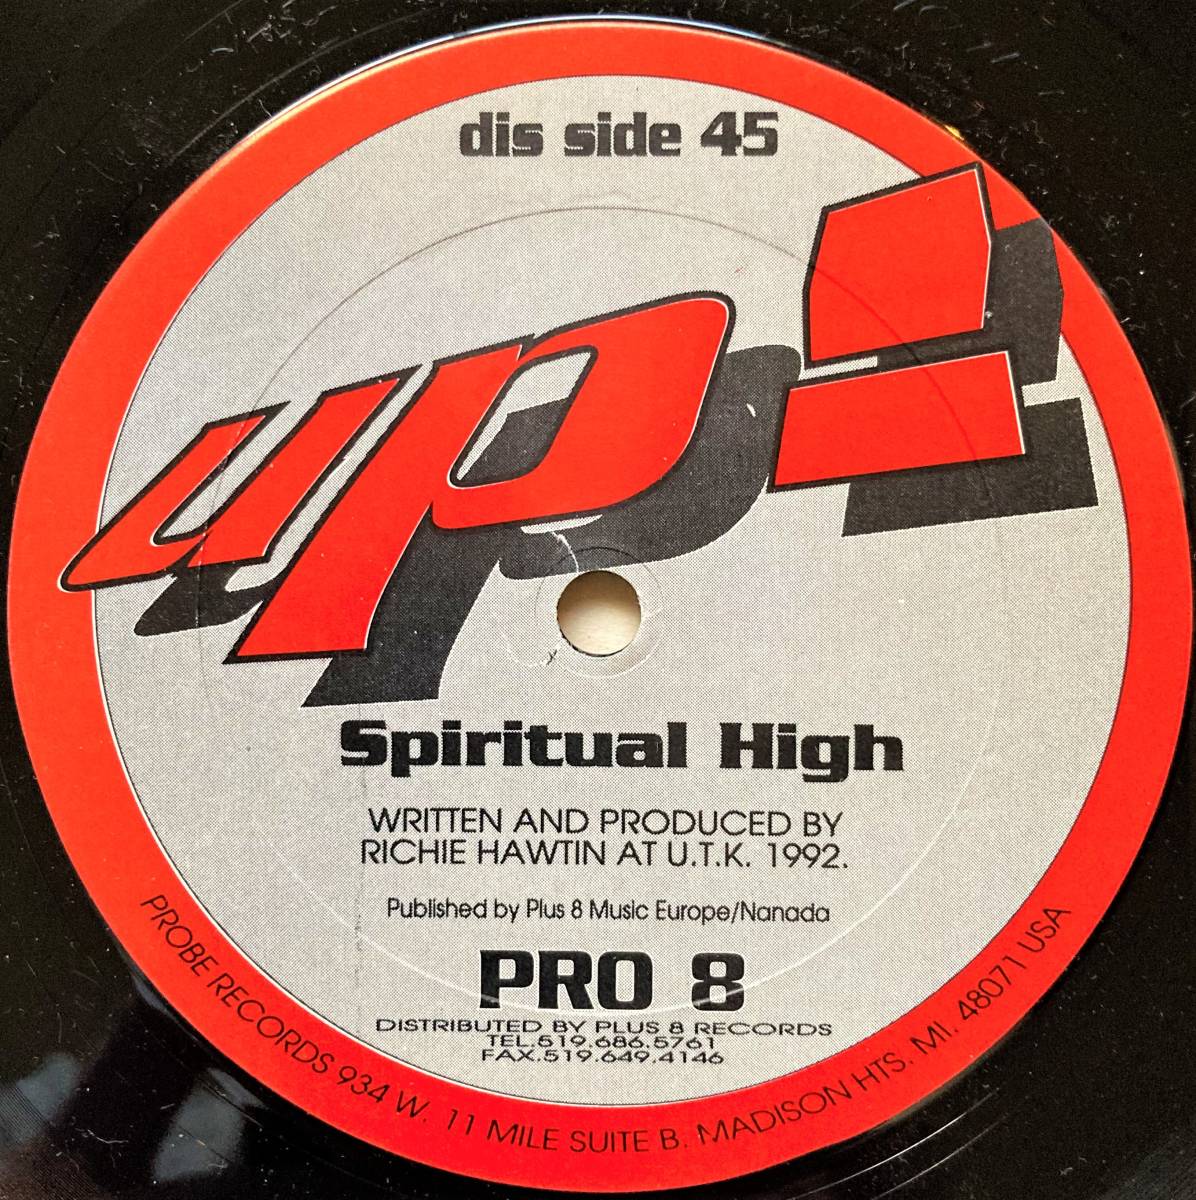 dis side 45
up!
Spiritual High
WRITTEN AND PRODUCED BY
RICHIE HAWTIN AT U.T.K. 1992.
Published by Plus 8 Music Europe/Nanada
PRO 8
DISTRIBUTED BY PLUS 8 RECORDS
TEL.519.686.5761
FAX.519.649.4146
PROBE RECORDS 934 W. 11 MILE SUITE B. MADISON HTS. MI. 48071 USA